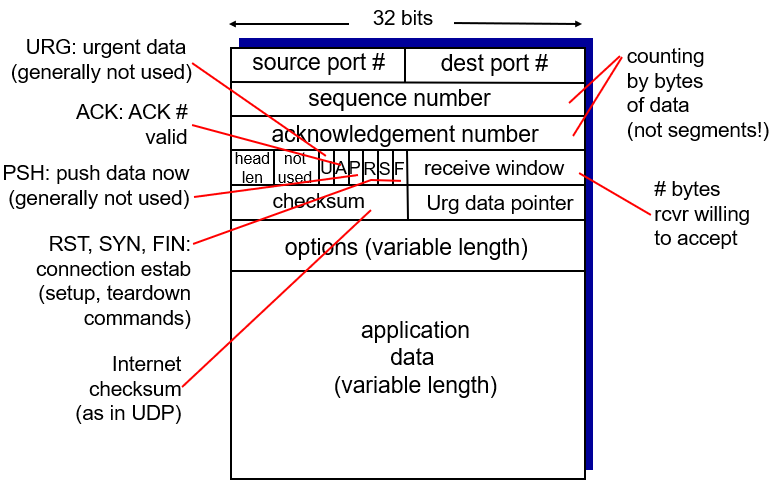 32 bits
URG: urgent data
(generally not used)
ACK: ACK #
valid
PSH: push data now
(generally not used)
RST, SYN, FIN:
connection estab
(setup, teardown
commands)
Internet
checksum
(as in UDP)
source port #
dest port #
sequence number
acknowledgement number
head
len
not
used
U
A
P
R
S
F
receive window
checksum
Urg data pointer
options (variable length)
application
data
(variable length)
counting
by bytes
of data
(not segments!)
# bytes
rcvr willing
to accept